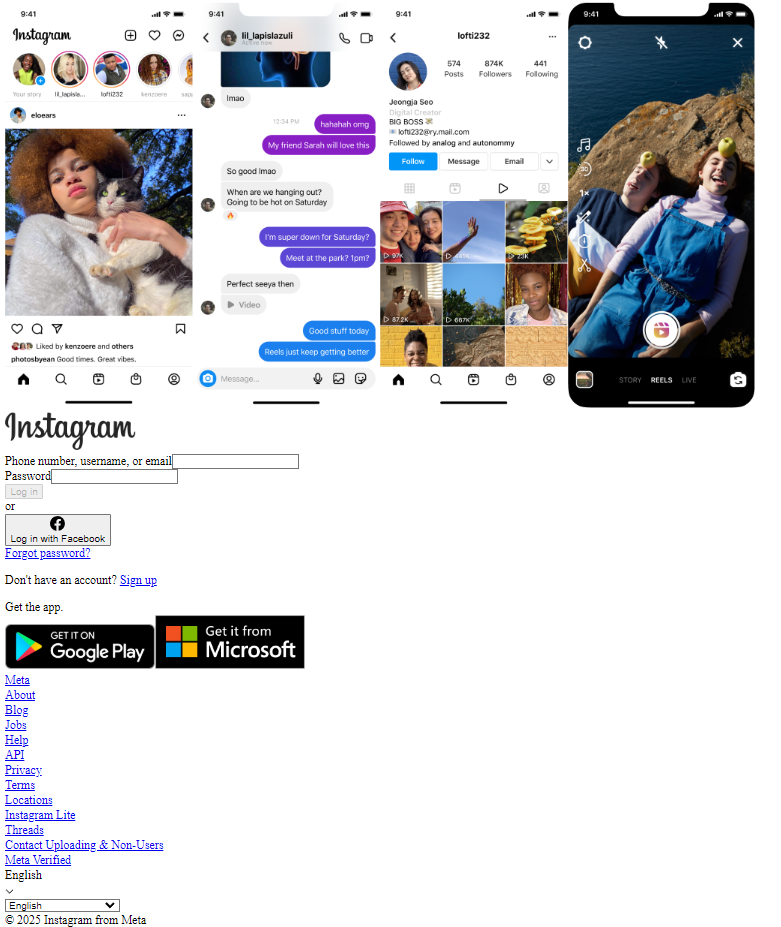 9:41
Instagram
Your story
lil_lapisla...
lofti232
kenzoere
eloears
Liked by kenzoere and others
photosbyean Good times. Great vibes.
9:41
lil_lapislazuli
Active now
lmao
12:34 PM
hahahah omg
My friend Sarah will love this
So good lmao
When are we hanging out?
Going to be hot on Saturday
I'm super down for Saturday?
Meet at the park? 1pm?
Perfect seeya then
Video
Good stuff today
Reels just keep getting better
Message...
9:41
lofti232
574 874K 441
Posts Followers Following
Jeongja Seo
Digital Creator
BIG BOSS
lofti232@ry.mail.com
Followed by analog and autonommy
Follow Message Email
97K 23K
87.2K 667K
9:41
1x
STORY REELS LIVE
Instagram
Phone number, username, or email
Password
Log in
or
Log in with Facebook
Forgot password?
Don't have an account? Sign up
Get the app.
GET IT ON
Google Play
Get it from
Microsoft
Meta
About
Blog
Jobs
Help
API
Privacy
Terms
Locations
Instagram Lite
Threads
Contact Uploading & Non-Users
Meta Verified
English
English
© 2025 Instagram from Meta